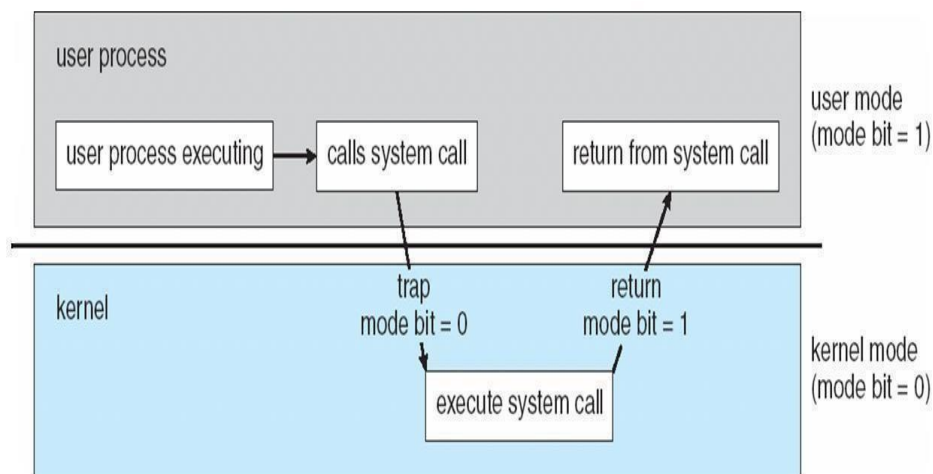 user process
user process executing
calls system call
return from system call
user mode
(mode bit = 1)
trap
mode bit = 0
return
mode bit = 1
kernel
execute system call
kernel mode
(mode bit = 0)